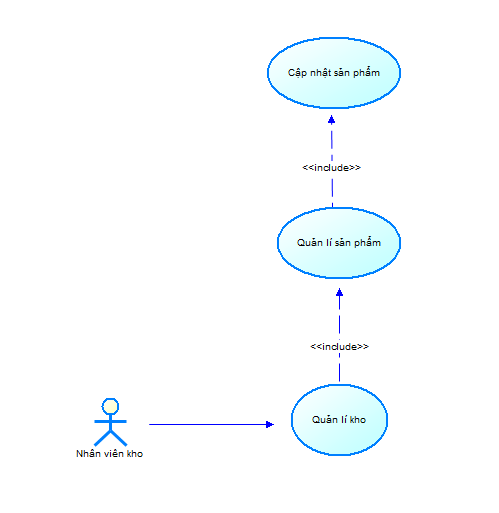 Cập nhật sản phẩm
<<include>>
Quản lí sản phẩm
<<include>>
Quản lí kho
Nhân viên kho